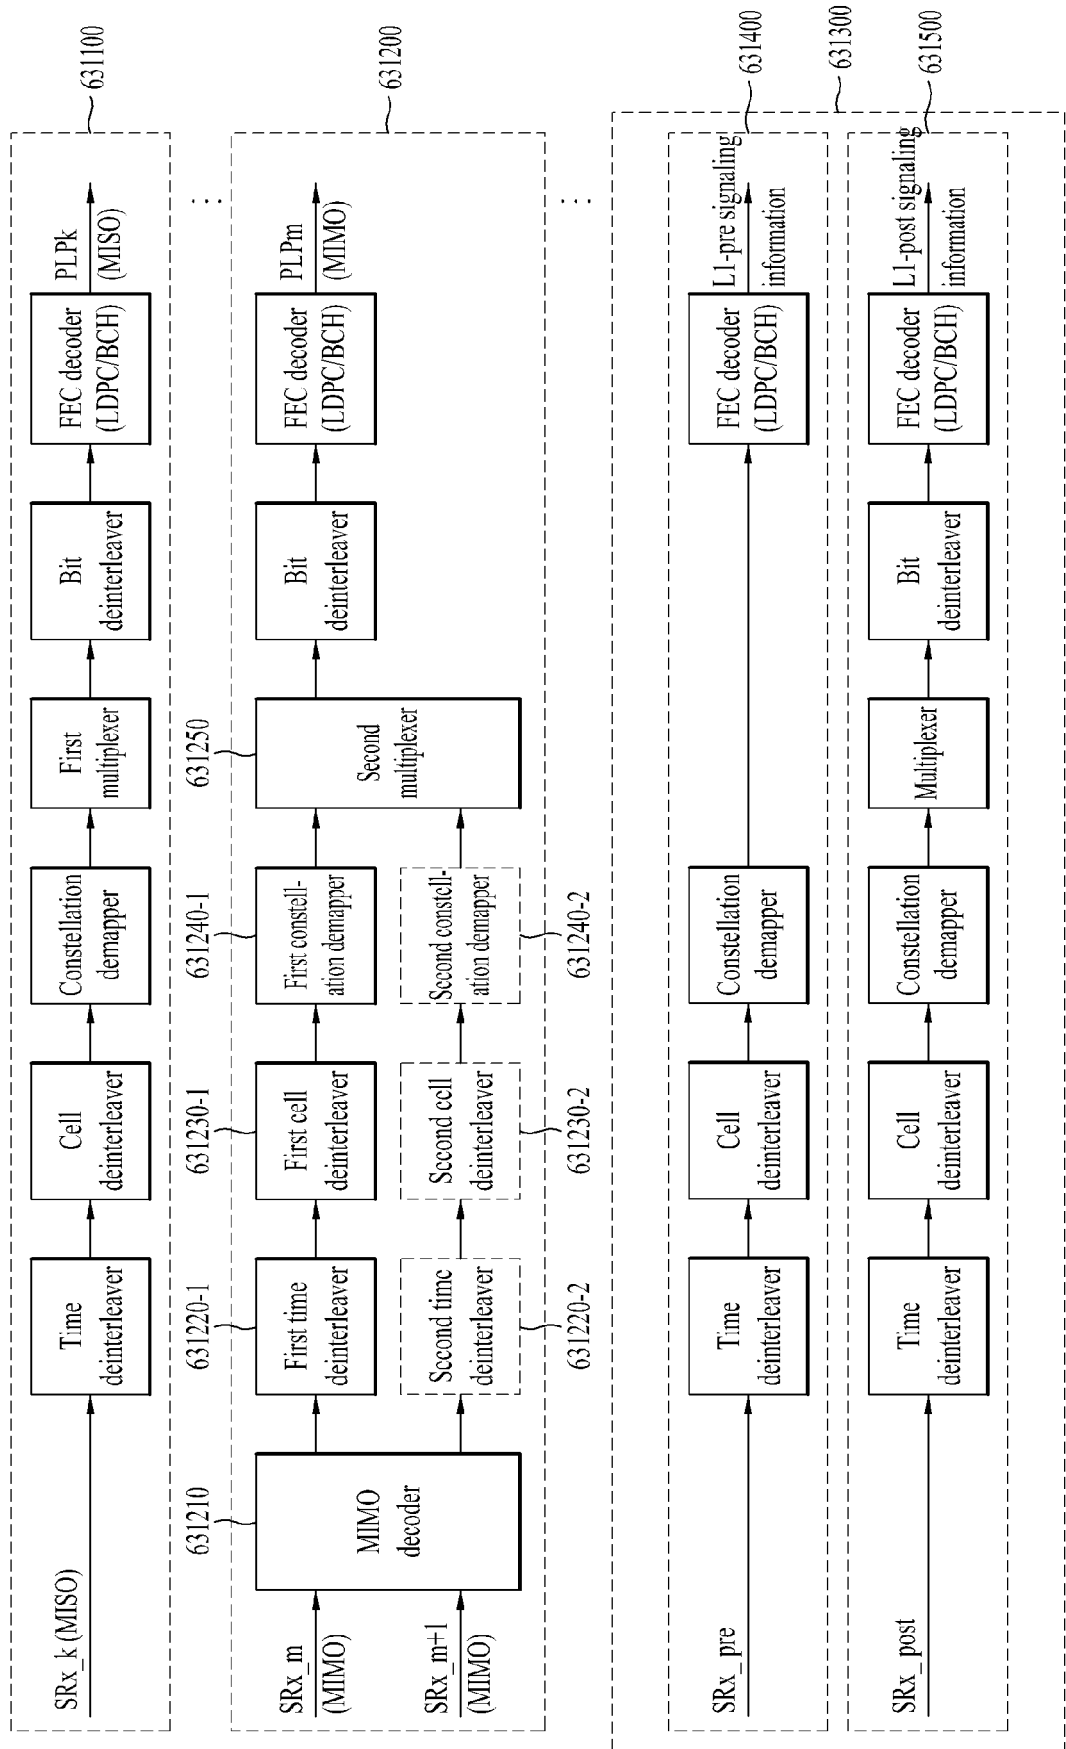 631100
SRx_k (MISO)
Time
deinterleaver
Cell
deinterleaver
Constellation
demapper
First
multiplexer
Bit
deinterleaver
FEC decoder
(LDPC/BCH)
PLPk
(MISO)
...
631200
631210
631220-1
631230-1
631240-1
631250
SRx_m
(MIMO)
SRx_m+1
(MIMO)
MIMO
decoder
First time
deinterleaver
First cell
deinterleaver
First constell-
ation demapper
Second
multiplexer
Bit
deinterleaver
FEC decoder
(LDPC/BCH)
PLPm
(MIMO)
Second time
deinterleaver
Second cell
deinterleaver
Second constell-
ation demapper
631220-2
631230-2
631240-2
...
631300
631400
SRx_pre
Time
deinterleaver
Cell
deinterleaver
Constellation
demapper
FEC decoder
(LDPC/BCH)
L1-pre signaling
information
631500
SRx_post
Time
deinterleaver
Cell
deinterleaver
Constellation
demapper
Multiplexer
Bit
deinterleaver
FEC decoder
(LDPC/BCH)
L1-post signaling
information